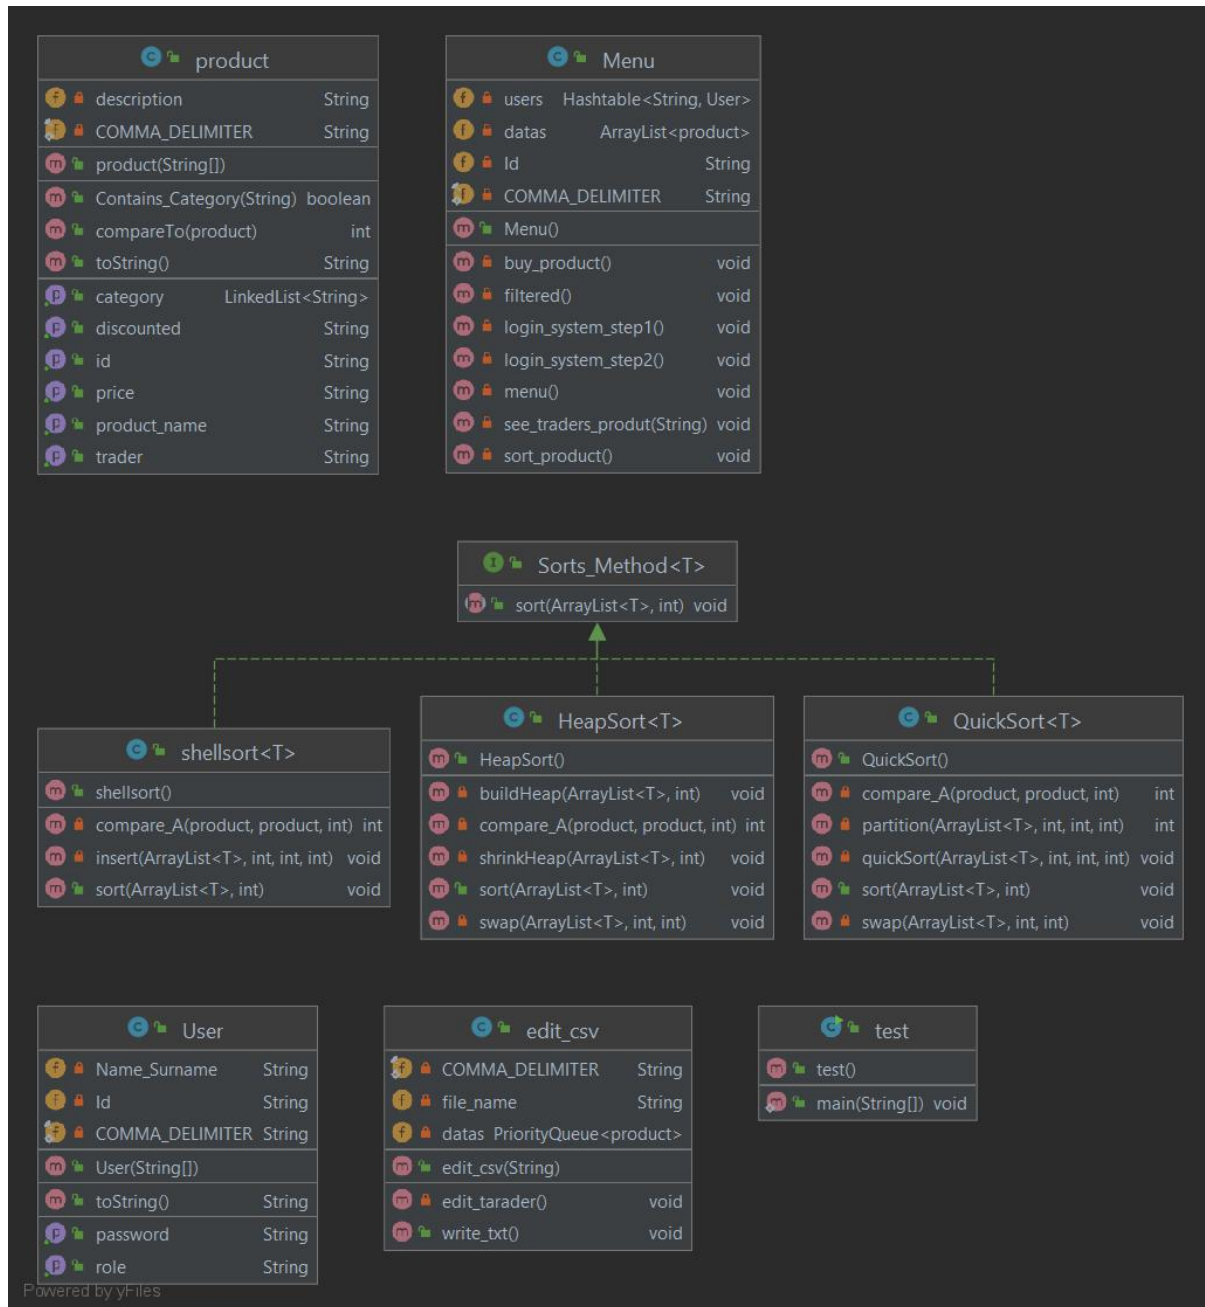 product
description String
COMMA_DELIMITER String
product(String[])
Contains_Category(String) boolean
compareTo(product) int
toString() String
category LinkedList<String>
discounted String
id String
price String
product_name String
trader String
Menu
users Hashtable<String, User>
datas ArrayList<product>
Id String
COMMA_DELIMITER String
Menu()
buy_product() void
filtered() void
login_system_step1() void
login_system_step2() void
menu() void
see_traders_produt(String) void
sort_product() void
Sorts_Method<T>
sort(ArrayList<T>, int) void
shellsort<T>
shellsort()
compare_A(product, product, int) int
insert(ArrayList<T>, int, int, int) void
sort(ArrayList<T>, int) void
HeapSort<T>
HeapSort()
buildHeap(ArrayList<T>, int) void
compare_A(product, product, int) int
shrinkHeap(ArrayList<T>, int) void
sort(ArrayList<T>, int) void
swap(ArrayList<T>, int, int) void
QuickSort<T>
QuickSort()
compare_A(product, product, int) int
partition(ArrayList<T>, int, int, int) int
quickSort(ArrayList<T>, int, int, int) void
sort(ArrayList<T>, int) void
swap(ArrayList<T>, int, int) void
User
Name_Surname String
Id String
COMMA_DELIMITER String
User(String[])
toString() String
password String
role String
edit_csv
COMMA_DELIMITER String
file_name String
datas PriorityQueue<product>
edit_csv(String)
edit_tarader() void
write_txt() void
test
test()
main(String[]) void
Powered by yFiles